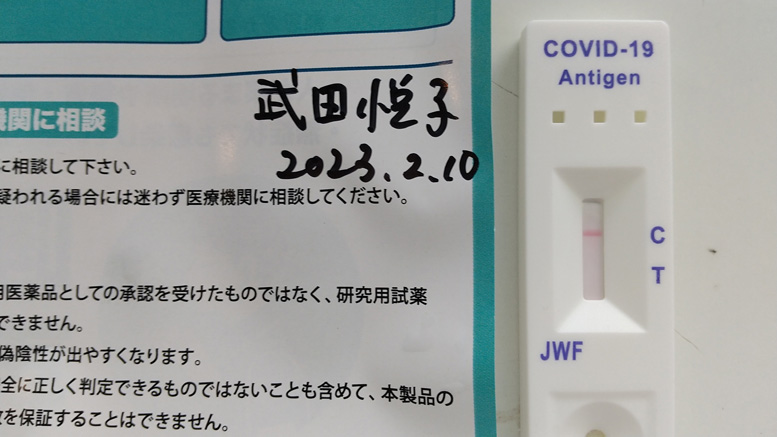 武田悦子
2023.2.10
機関に相談
に相談して下さい。
疑われる場合には迷わず医療機関に相談してください。
用医薬品としての承認を受けたものではなく、研究用試薬
できません。
偽陰性が出やすくなります。
全に正しく判定できるものではないことも含めて、本製品の
を保証することはできません。
COVID-19
Antigen
C
T
JWF